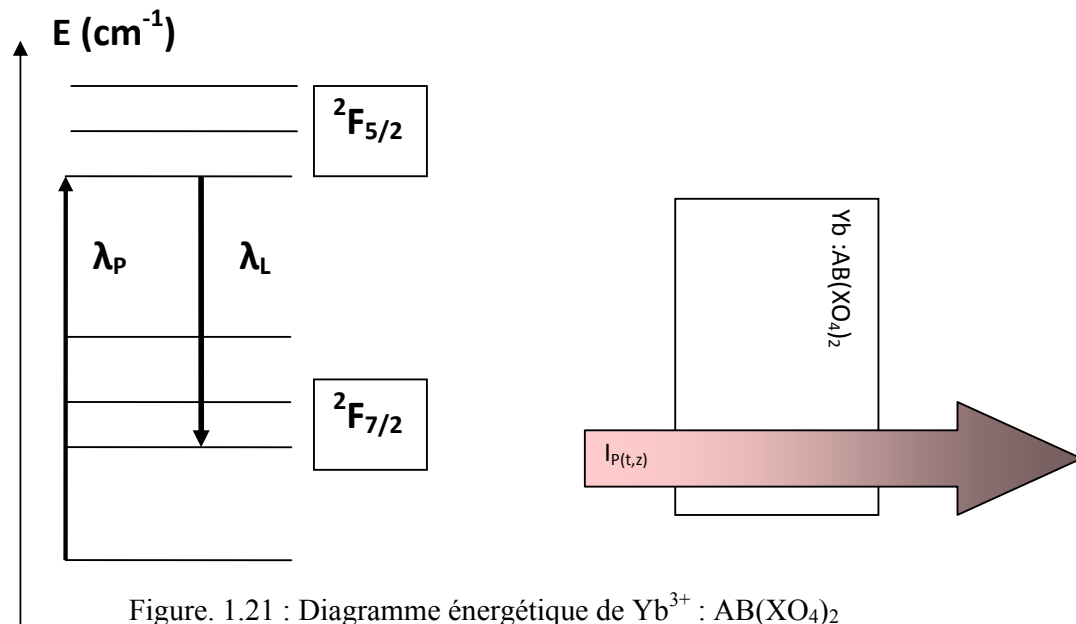 E (cm⁻¹)
²F₅/₂
λP λL
²F₇/₂
Yb :AB(XO₄)₂
IP(t,z)
Figure. 1.21 : Diagramme énergétique de Yb³⁺ : AB(XO₄)₂